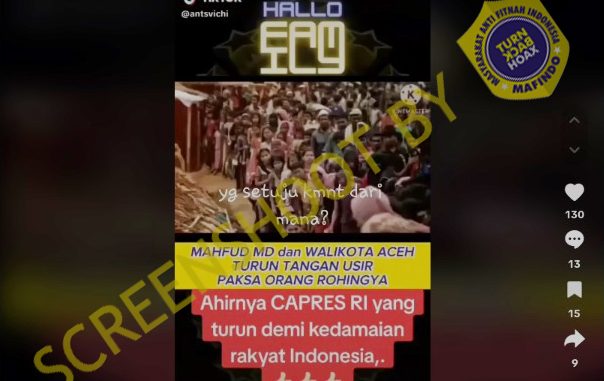 TikTok
@antsvichi
HALLO
FAM
ILY
yg setuju kmnt dari
mana?
MAHFUD MD dan WALIKOTA ACEH
TURUN TANGAN USIR
PAKSA ORANG ROHINGYA
Ahirnya CAPRES RI yang
turun demi kedamaian
rakyat Indonesia,.
SCREENSHOOT BY
MASYARAKAT ANTI FITNAH INDONESIA
TURN
BACK
HOAX
MAFINDO
130
13
15
9